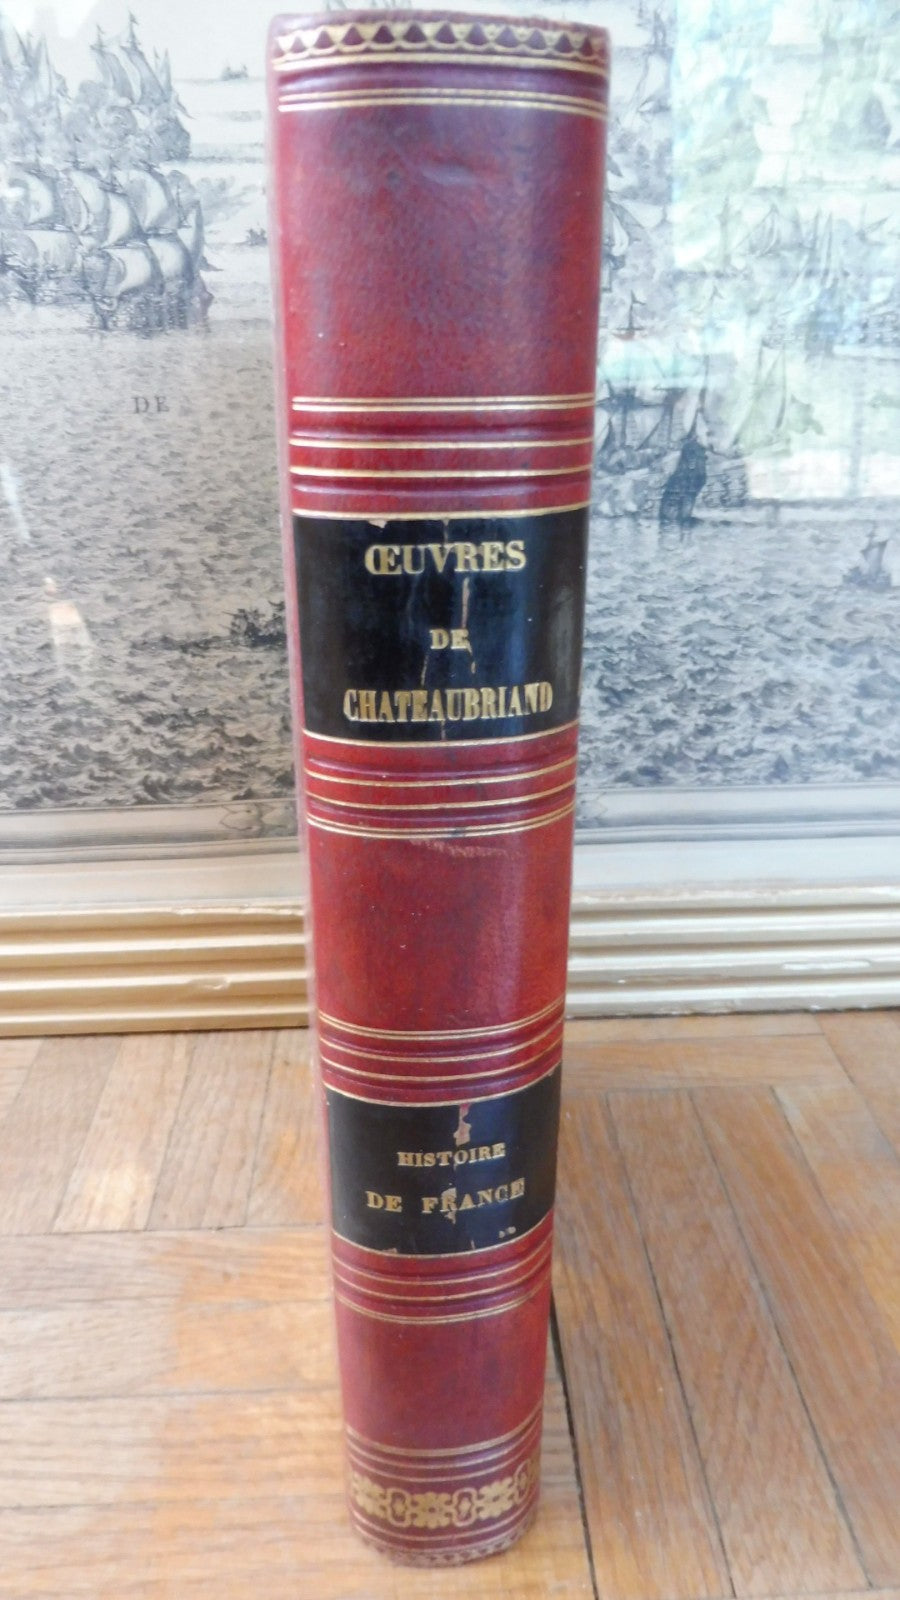 DE
ŒUVRES
DE
CHATEAUBRIAND
HISTOIRE
DE FRANCE